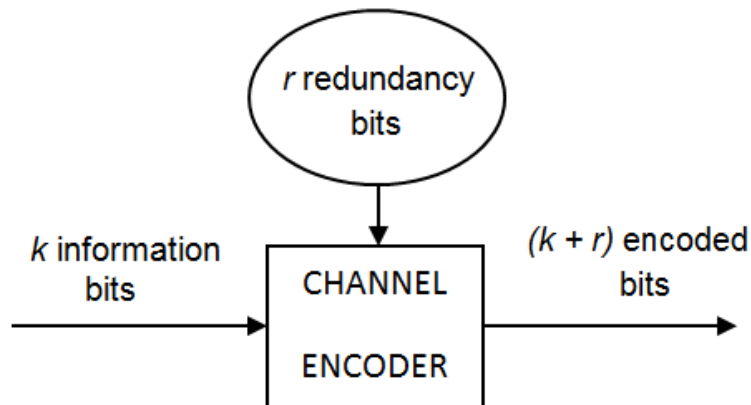 r redundancy
bits
k information
bits
(k + r) encoded
bits
CHANNEL
ENCODER